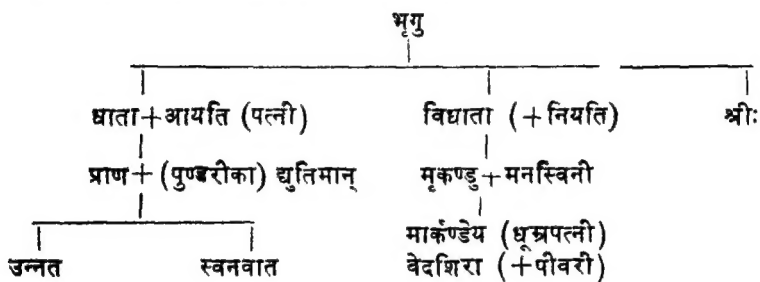 भृगु
धाता+आयति (पत्नी) विधाता (+नियति) श्रीः
प्राण+(पुण्डरीका) द्युतिमान् मृकण्डु+मनस्विनी
मार्कण्डेय (धूम्रपत्नी)
उन्नत स्वनवात वेदशिरा (+पीवरी)